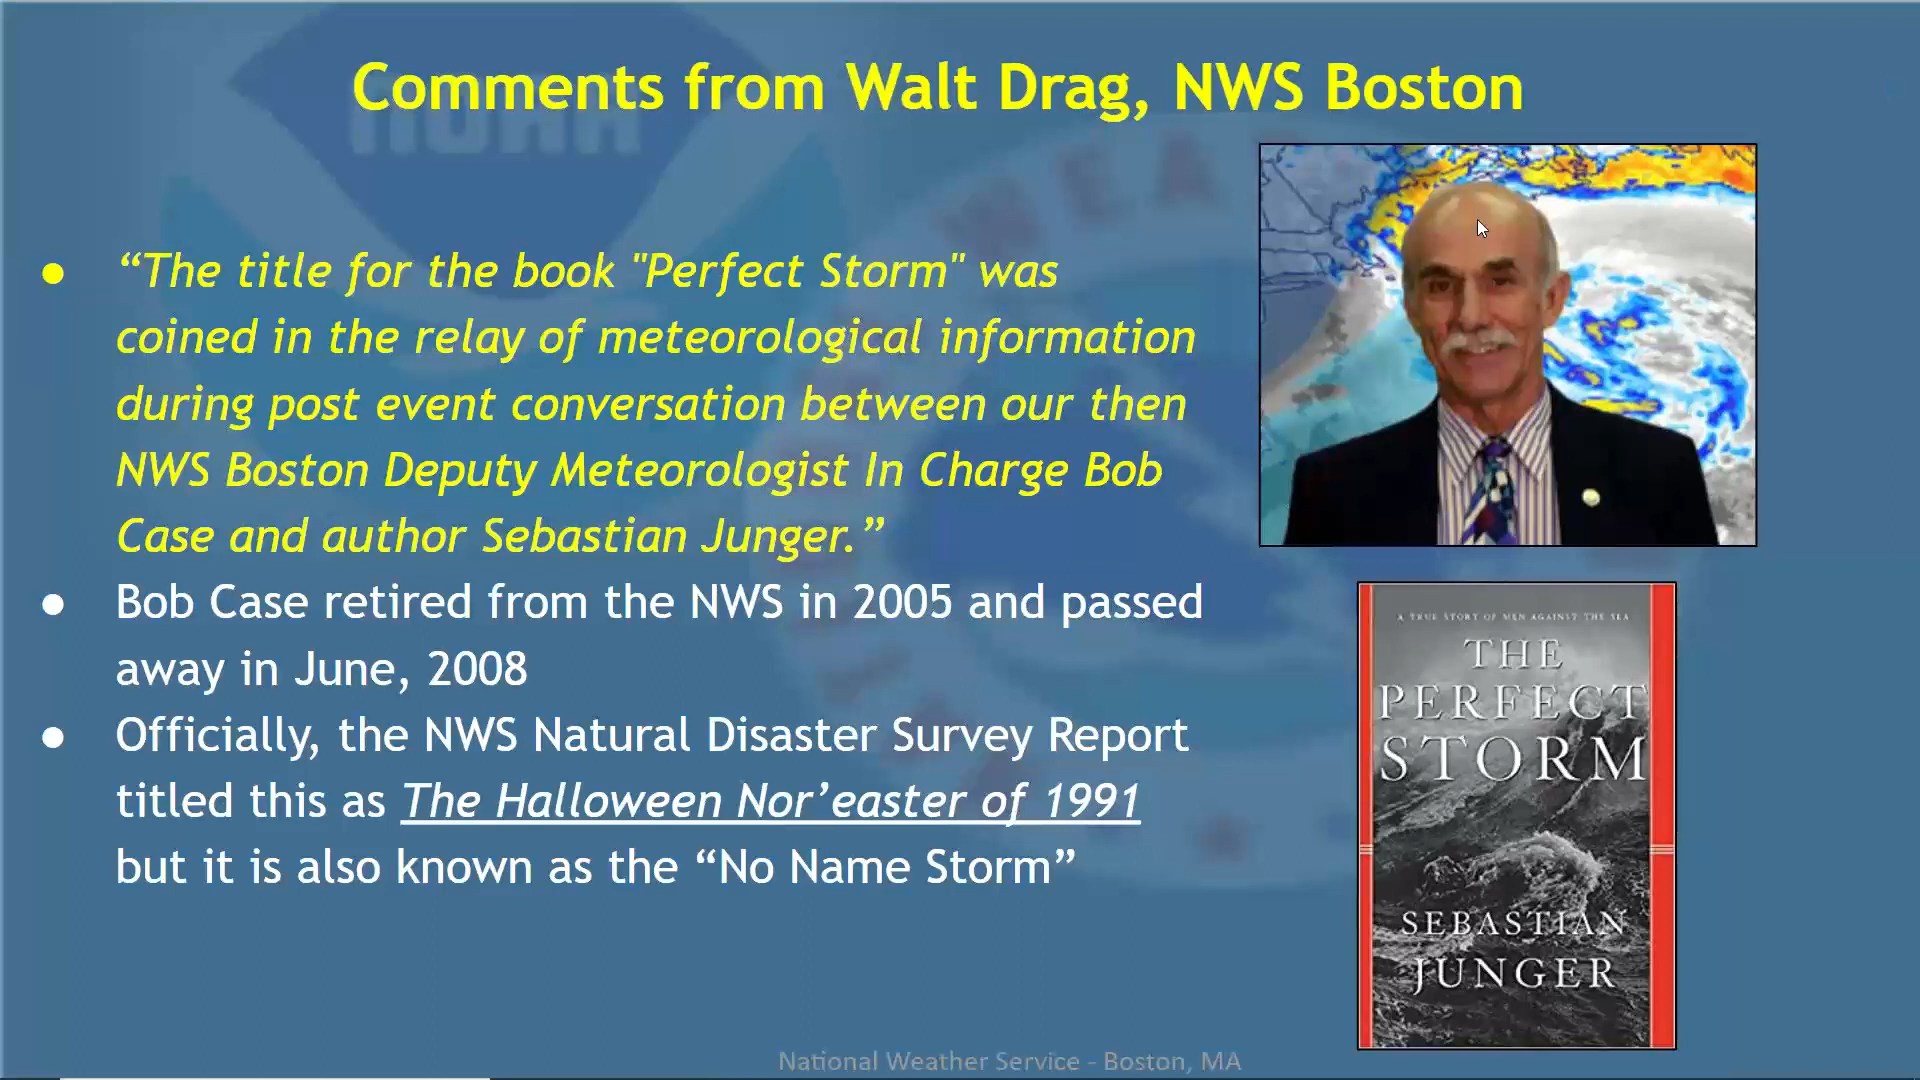 Comments from Walt Drag, NWS Boston
“The title for the book "Perfect Storm" was
coined in the relay of meteorological information
during post event conversation between our then
NWS Boston Deputy Meteorologist In Charge Bob
Case and author Sebastian Junger.”
Bob Case retired from the NWS in 2005 and passed
away in June, 2008
Officially, the NWS Natural Disaster Survey Report
titled this as The Halloween Nor’easter of 1991
but it is also known as the “No Name Storm”
A TRUE STORY OF MEN AGAINST THE SEA
THE
PERFECT
STORM
SEBASTIAN
JUNGER
National Weather Service - Boston, MA
NOAA